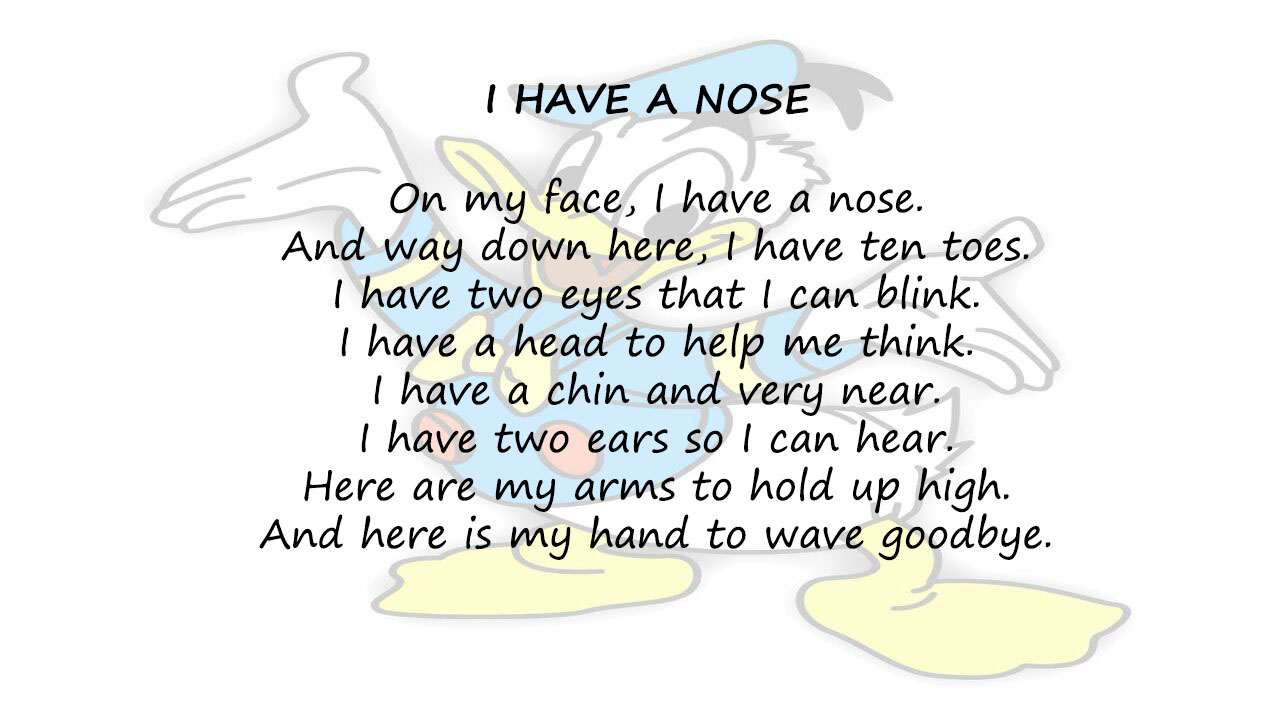 I HAVE A NOSE
On my face, I have a nose.
And way down here, I have ten toes.
I have two eyes that I can blink.
I have a head to help me think.
I have a chin and very near.
I have two ears so I can hear.
Here are my arms to hold up high.
And here is my hand to wave goodbye.